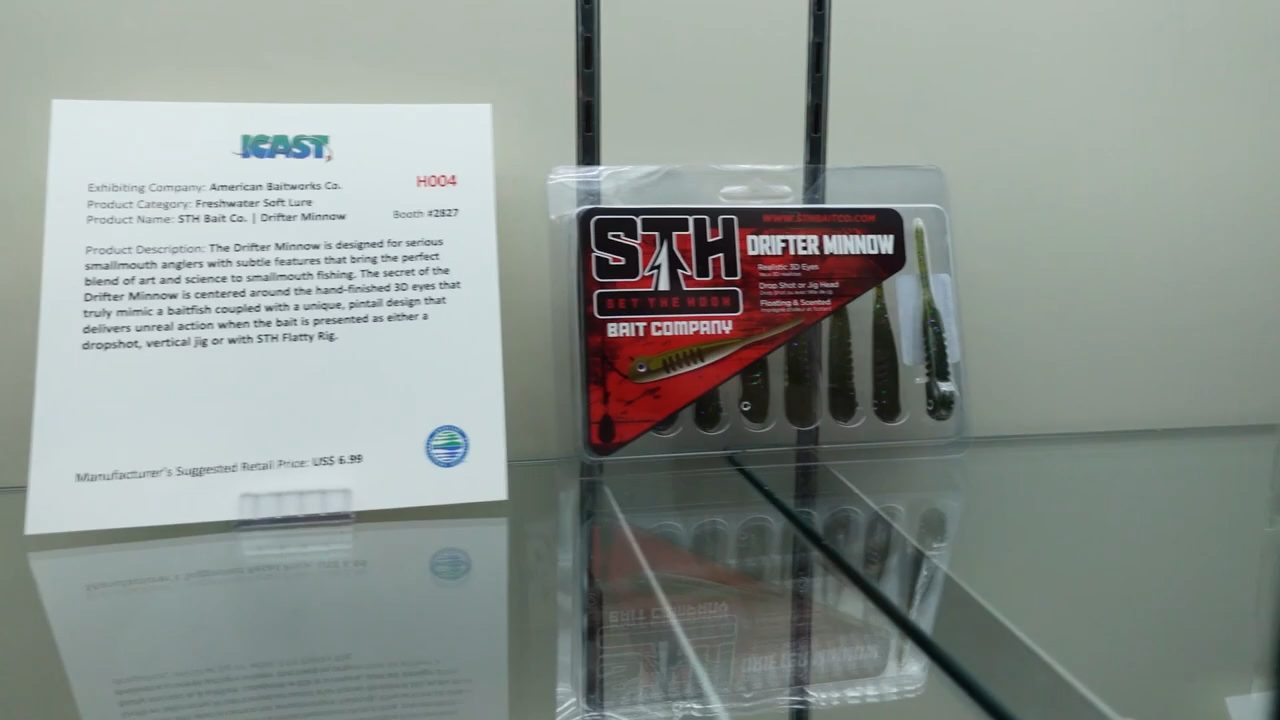 ICAST
Exhibiting Company: American Baitworks Co.
H004
Product Category: Freshwater Soft Lure
Product Name: STH Bait Co. | Drifter Minnow
Booth #2827
Product Description: The Drifter Minnow is designed for serious
smallmouth anglers with subtle features that bring the perfect
blend of art and science to smallmouth fishing. The secret of the
Drifter Minnow is centered around the hand-finished 3D eyes that
truly mimic a baitfish coupled with a unique, pintail design that
delivers unreal action when the bait is presented as either a
dropshot, vertical jig or with STH Flatty Rig.
Manufacturer's Suggested Retail Price: US$ 6.99
WWW.STHBAITCO.COM
STH
SET THE HOOK
BAIT COMPANY
DRIFTER MINNOW
Realistic 3D Eyes
Drop Shot or Jig Head
Floating & Scented